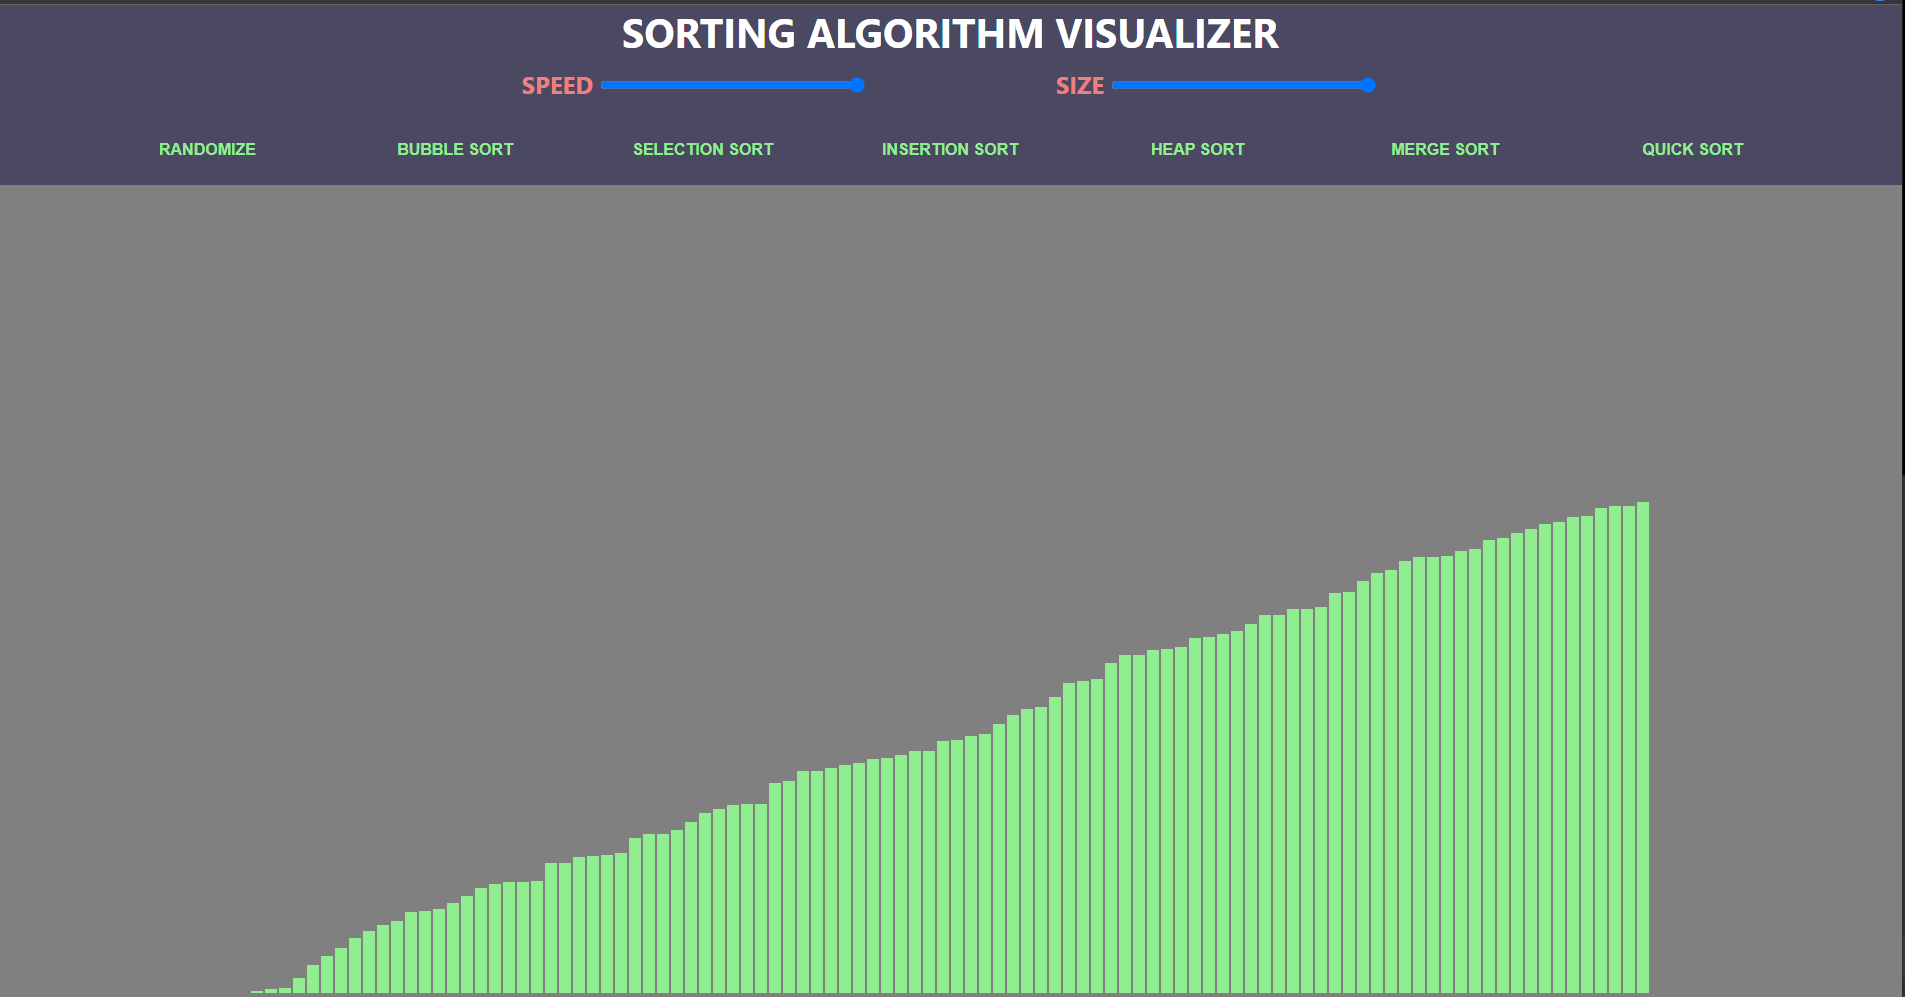 SORTING ALGORITHM VISUALIZER
SPEED SIZE
RANDOMIZE BUBBLE SORT SELECTION SORT INSERTION SORT HEAP SORT MERGE SORT QUICK SORT